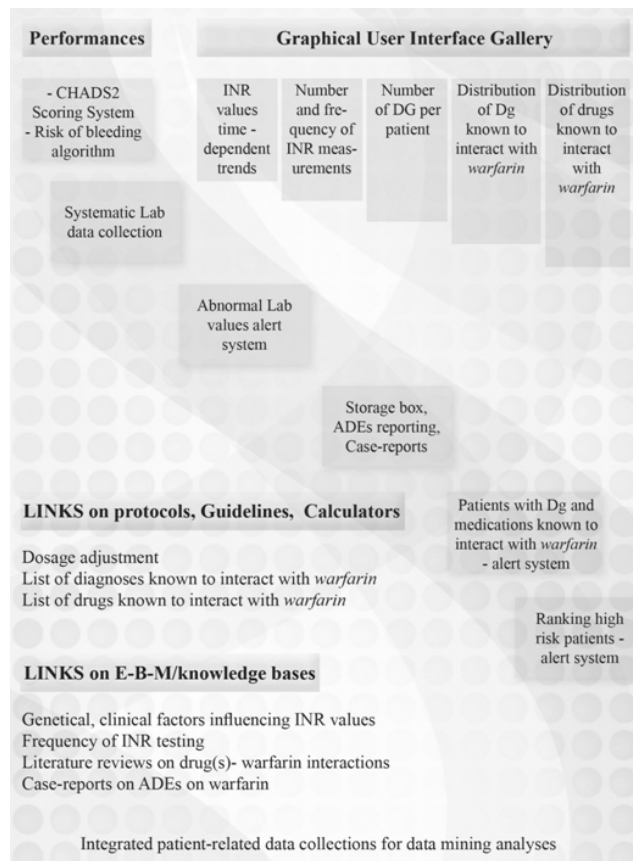 Performances
Graphical User Interface Gallery
- CHADS2
Scoring System
- Risk of bleeding
algorithm
INR
values
time -
dependent
trends
Number
and fre-
quency of
INR meas-
urements
Number
of DG per
patient
Distribution
of Dg
known to
interact with
warfarin
Distribution
of drugs
known to
interact
with
warfarin
Systematic Lab
data collection
Abnormal Lab
values alert
system
Storage box,
ADEs reporting,
Case-reports
Patients with Dg and
medications known to
interact with warfarin
- alert system
Ranking high
risk patients -
alert system
LINKS on protocols, Guidelines, Calculators
Dosage adjustment
List of diagnoses known to interact with warfarin
List of drugs known to interact with warfarin
LINKS on E-B-M/knowledge bases
Genetical, clinical factors influencing INR values
Frequency of INR testing
Literature reviews on drug(s)- warfarin interactions
Case-reports on ADEs on warfarin
Integrated patient-related data collections for data mining analyses